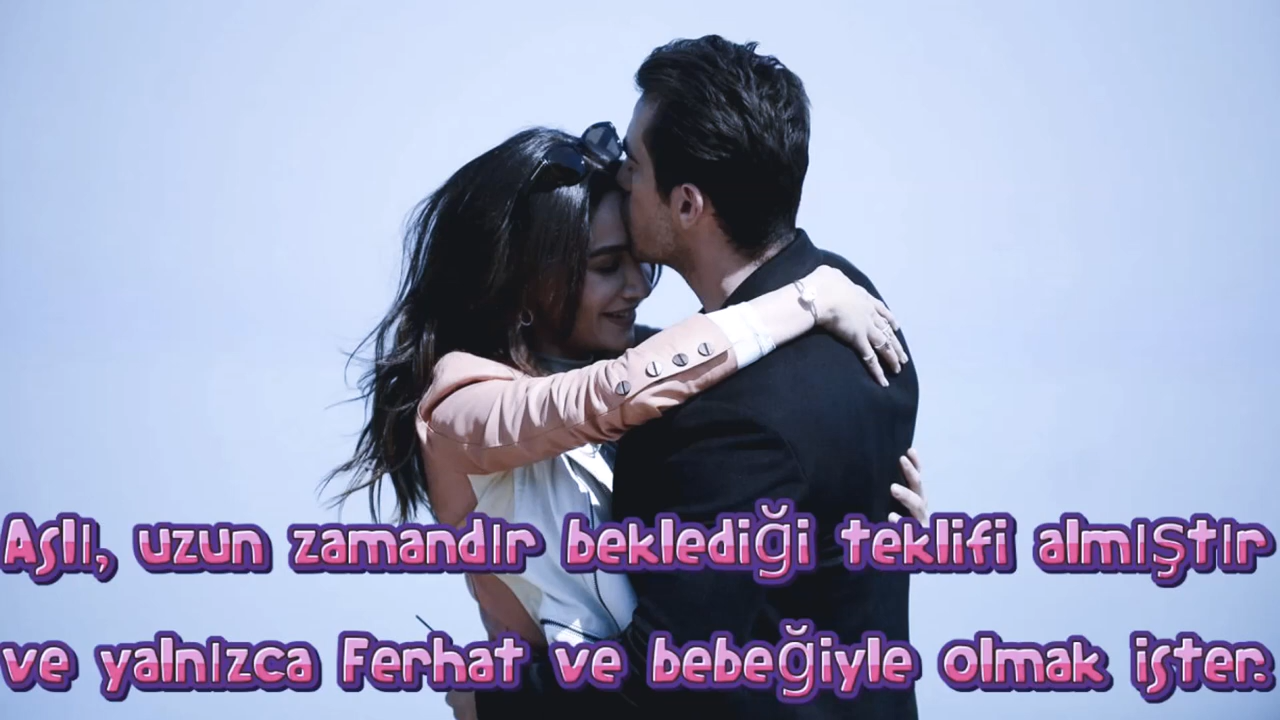 Aslı, uzun zamandır beklediği teklifi almıştır
ve yalnızca Ferhat ve bebeğiyle olmak ister.